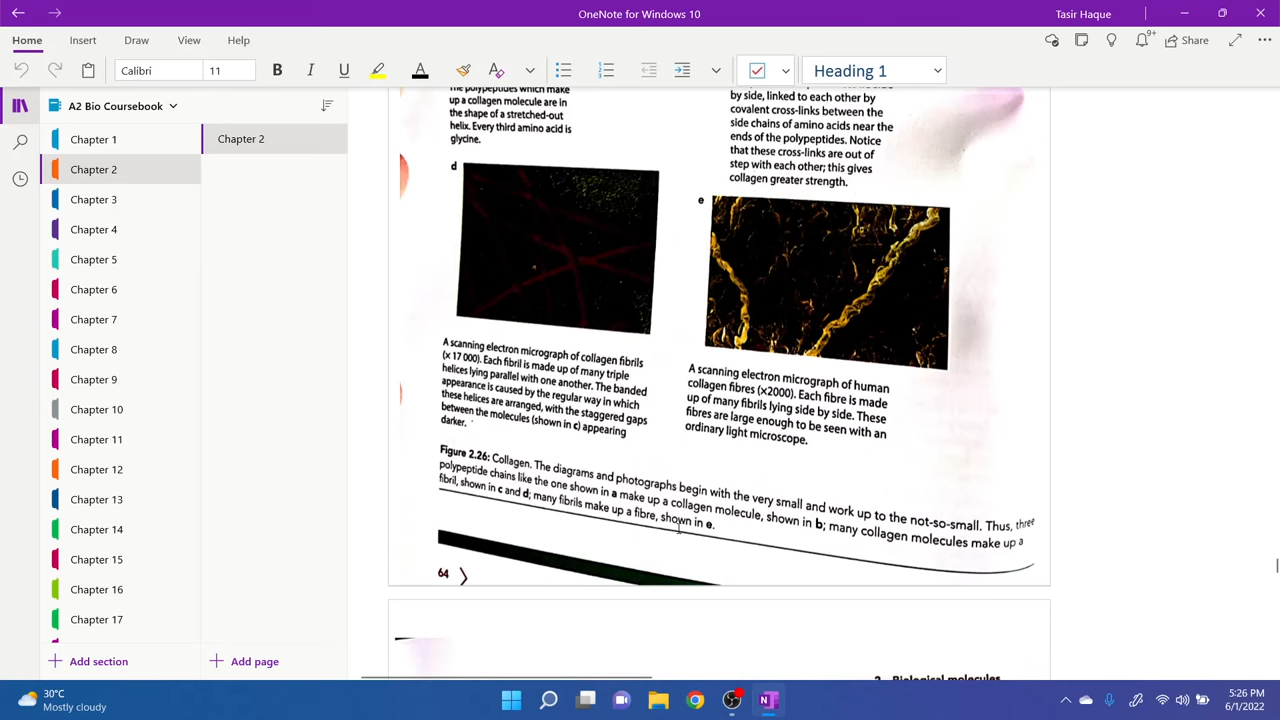 OneNote for Windows 10
Tasir Haque
Home
Insert
Draw
View
Help
9+
Share
Calibri
11
B
I
U
A
Heading 1
A2 Bio Coursebook
Chapter 1
Chapter 2
Chapter 3
Chapter 4
Chapter 5
Chapter 6
Chapter 7
Chapter 8
Chapter 9
Chapter 10
Chapter 11
Chapter 12
Chapter 13
Chapter 14
Chapter 15
Chapter 16
Chapter 17
Add section
Chapter 2
Add page
The polypeptides which make
up a collagen molecule are in
the shape of a stretched-out
helix. Every third amino acid is
glycine.
by side, linked to each other by
covalent cross-links between the
side chains of amino acids near the
ends of the polypeptides. Notice
that these cross-links are out of
step with each other; this gives
collagen greater strength.
d
e
A scanning electron micrograph of collagen fibrils
(× 17 000). Each fibril is made up of many triple
helices lying parallel with one another. The banded
appearance is caused by the regular way in which
these helices are arranged, with the staggered gaps
between the molecules (shown in c) appearing
darker.
A scanning electron micrograph of human
collagen fibres (×2000). Each fibre is made
up of many fibrils lying side by side. These
fibres are large enough to be seen with an
ordinary light microscope.
Figure 2.26: Collagen. The diagrams and photographs begin with the very small and work up to the not-so-small. Thus, three
polypeptide chains like the one shown in a make up a collagen molecule, shown in b; many collagen molecules make up a
fibril, shown in c and d; many fibrils make up a fibre, shown in e.
64
2 Biological molecules
30°C
Mostly cloudy
5:26 PM
6/1/2022